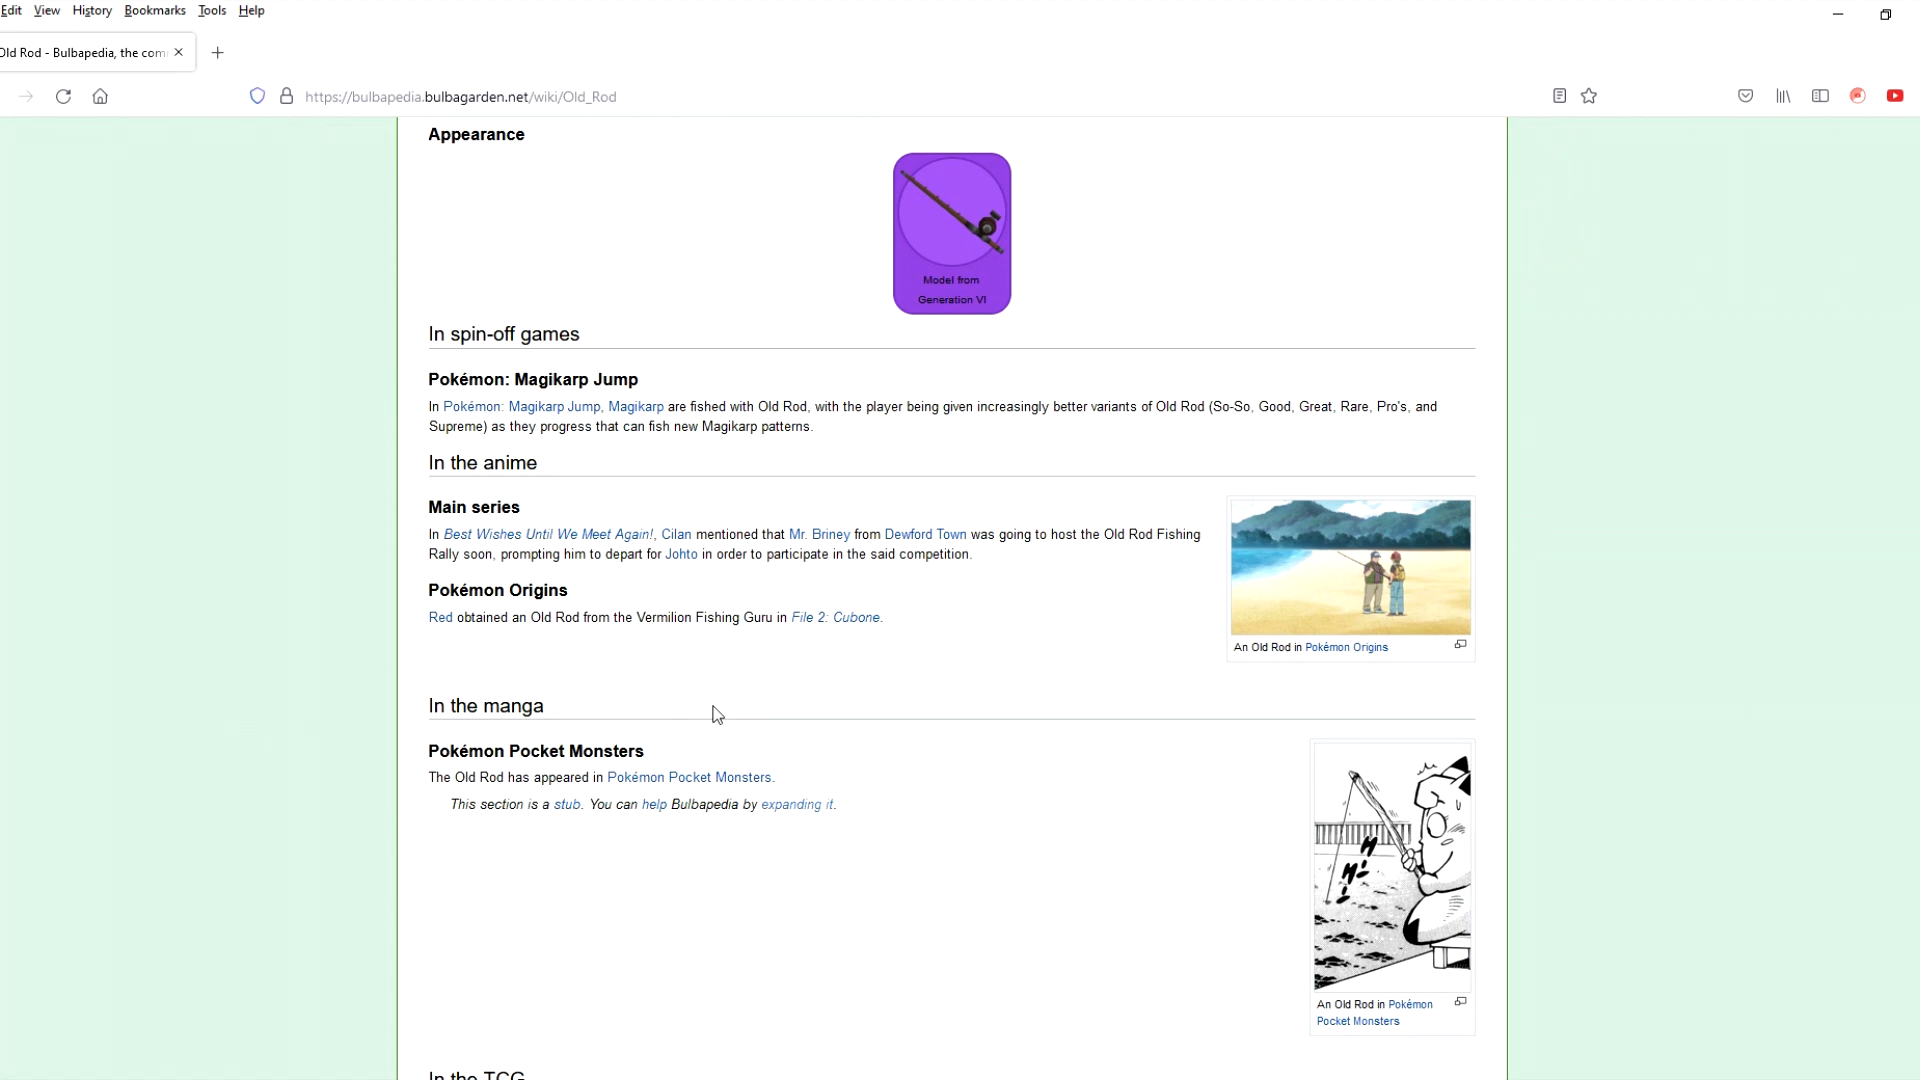 Edit View History Bookmarks Tools Help
Old Rod - Bulbapedia, the com
https://bulbapedia.bulbagarden.net/wiki/Old_Rod
Appearance
Model from
Generation VI
In spin-off games
Pokémon: Magikarp Jump
In Pokémon: Magikarp Jump, Magikarp are fished with Old Rod, with the player being given increasingly better variants of Old Rod (So-So, Good, Great, Rare, Pro's, and
Supreme) as they progress that can fish new Magikarp patterns.
In the anime
Main series
In Best Wishes Until We Meet Again!, Cilan mentioned that Mr. Briney from Dewford Town was going to host the Old Rod Fishing
Rally soon, prompting him to depart for Johto in order to participate in the said competition.
Pokémon Origins
Red obtained an Old Rod from the Vermilion Fishing Guru in File 2: Cubone.
An Old Rod in Pokémon Origins
In the manga
Pokémon Pocket Monsters
The Old Rod has appeared in Pokémon Pocket Monsters.
This section is a stub. You can help Bulbapedia by expanding it.
An Old Rod in Pokémon
Pocket Monsters
In the TCG